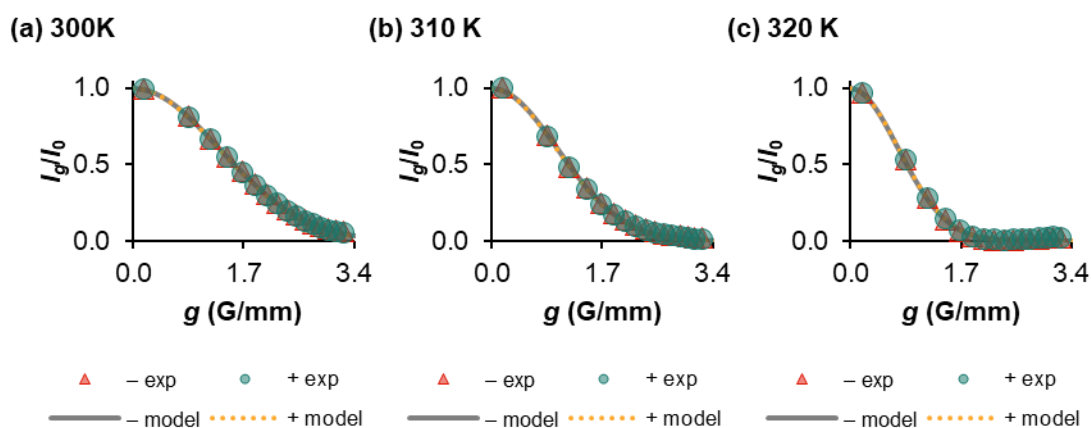 (a) 300K
(b) 310 K
(c) 320 K
1.0
0.5
0.0
Ig/I0
0.0 1.7 3.4
g (G/mm)
1.0
0.5
0.0
Ig/I0
0.0 1.7 3.4
g (G/mm)
1.0
0.5
0.0
Ig/I0
0.0 1.7 3.4
g (G/mm)
– exp + exp
– model + model
– exp + exp
– model + model
– exp + exp
– model + model